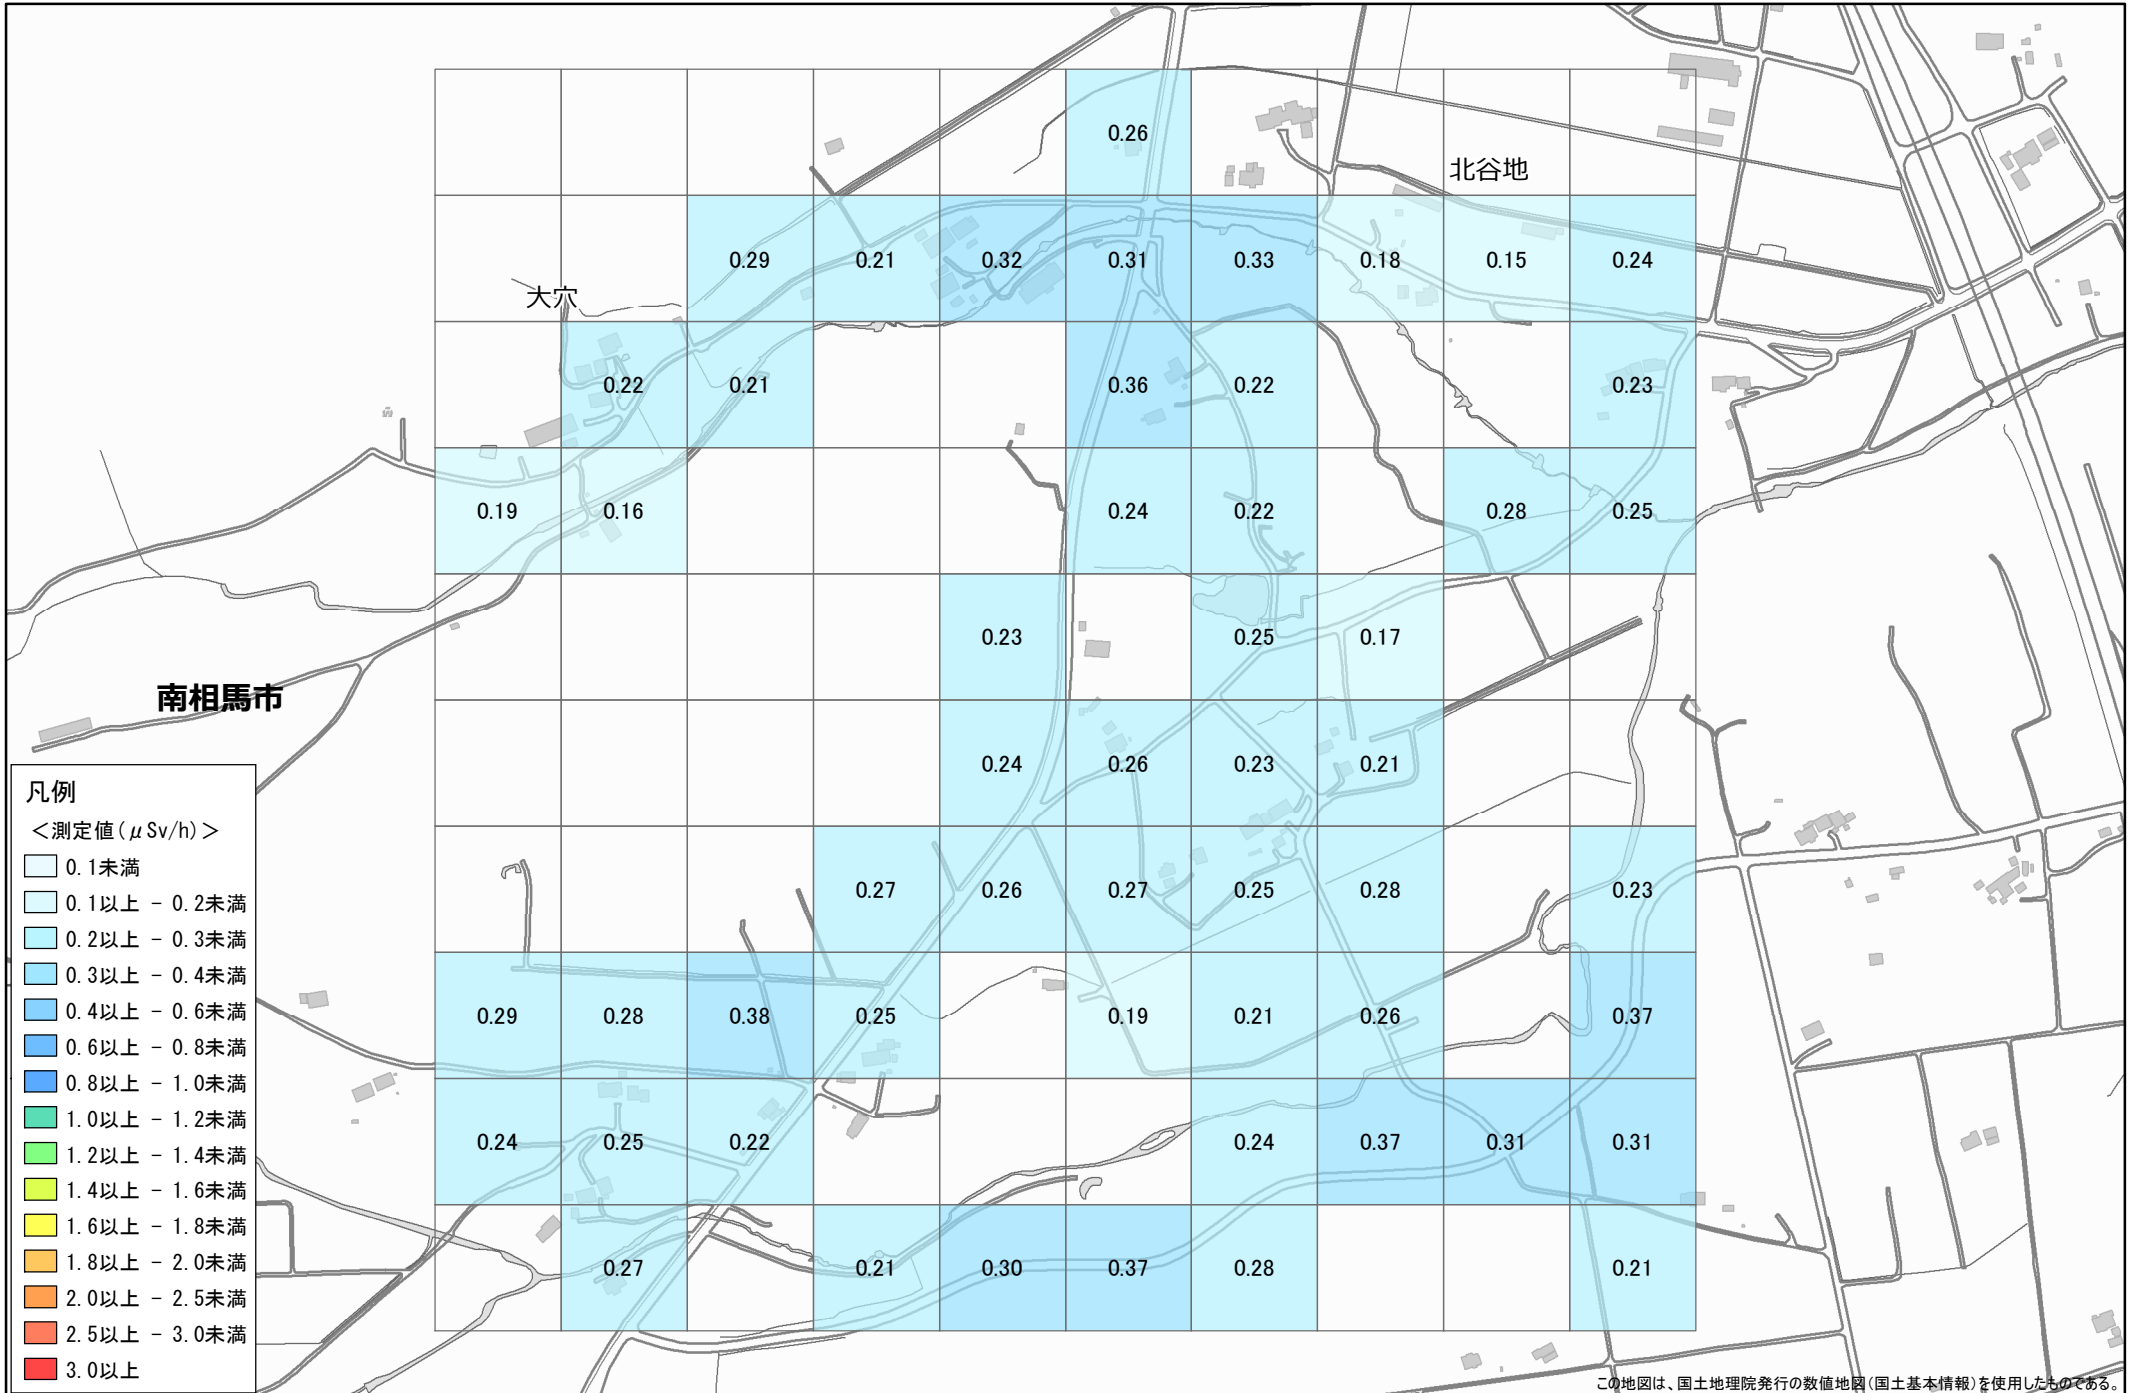 0.26
北谷地
0.29 0.21 0.32 0.31 0.33 0.18 0.15 0.24
大穴
0.22 0.21 0.36 0.22 0.23
0.19 0.16 0.24 0.22 0.28 0.25
0.23 0.25 0.17
南相馬市
0.24 0.26 0.23 0.21
0.27 0.26 0.27 0.25 0.28 0.23
0.29 0.28 0.38 0.25 0.19 0.21 0.26 0.37
0.24 0.25 0.22 0.24 0.37 0.31 0.31
0.27 0.21 0.30 0.37 0.28 0.21
凡例
＜測定値(μSv/h)＞
0.1未満
0.1以上 - 0.2未満
0.2以上 - 0.3未満
0.3以上 - 0.4未満
0.4以上 - 0.6未満
0.6以上 - 0.8未満
0.8以上 - 1.0未満
1.0以上 - 1.2未満
1.2以上 - 1.4未満
1.4以上 - 1.6未満
1.6以上 - 1.8未満
1.8以上 - 2.0未満
2.0以上 - 2.5未満
2.5以上 - 3.0未満
3.0以上
この地図は、国土地理院発行の数値地図(国土基本情報)を使用したものである。